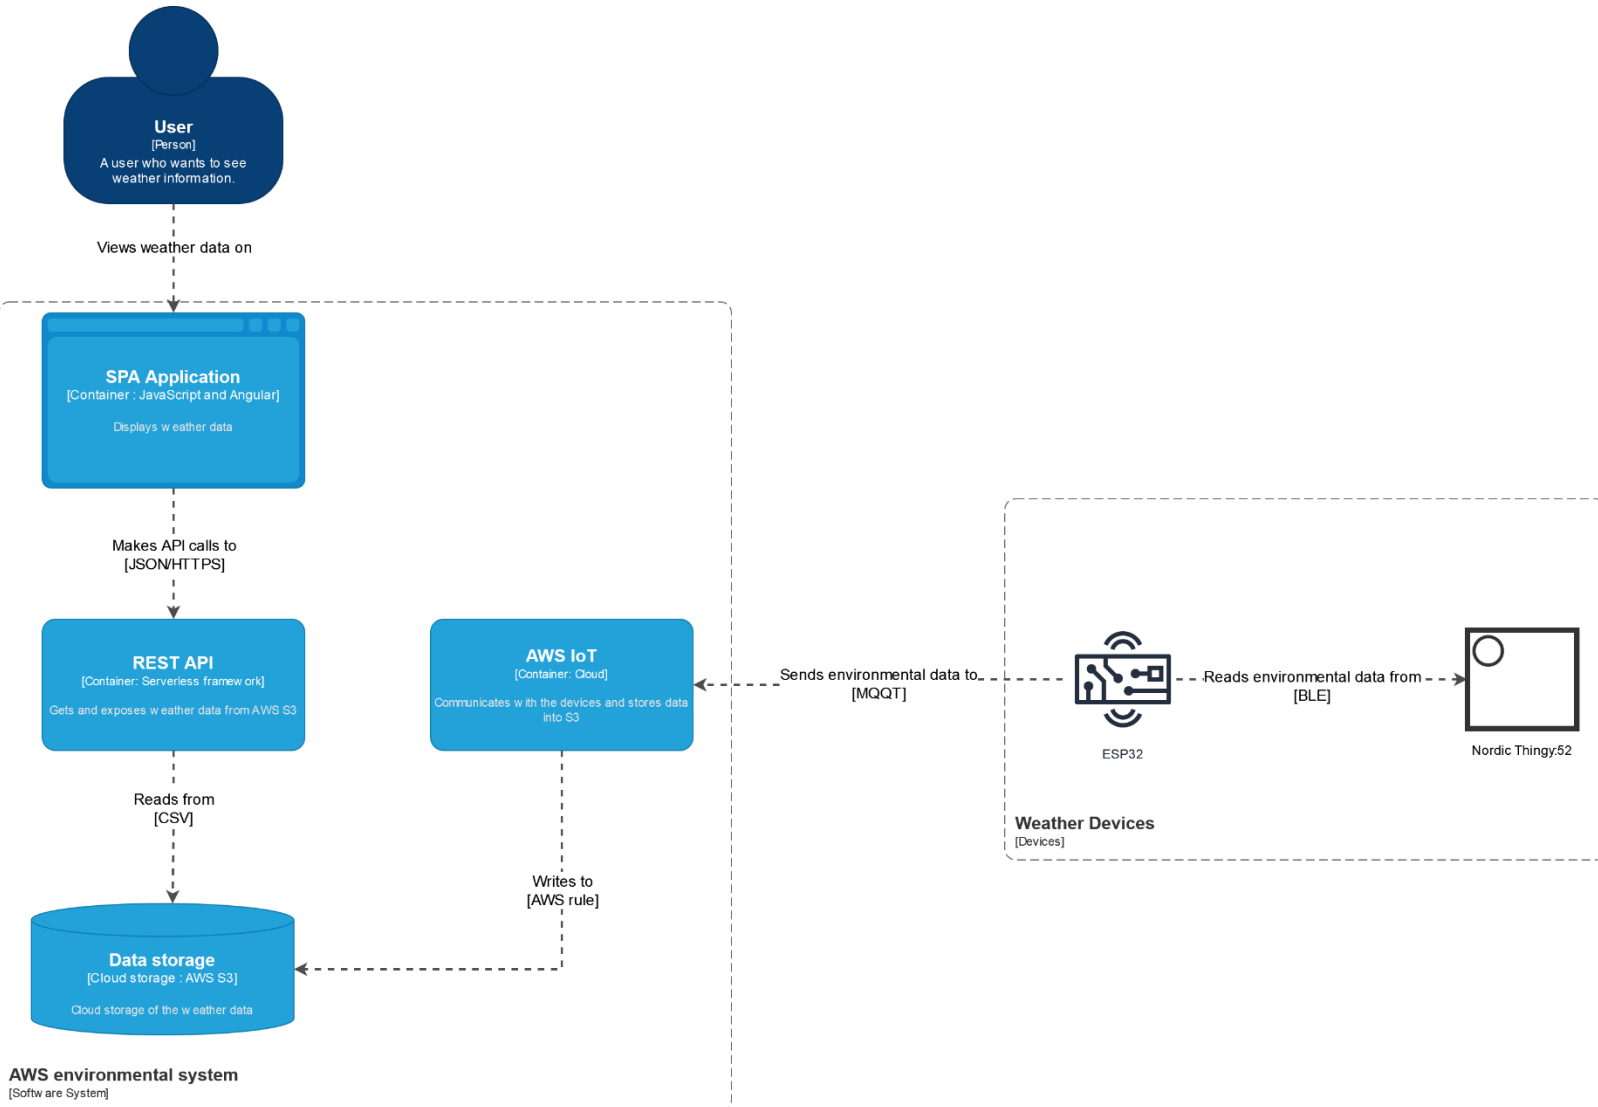 User
[Person]
A user who wants to see
weather information.
Views weather data on
SPA Application
[Container : JavaScript and Angular]
Displays weather data
Makes API calls to
[JSON/HTTPS]
REST API
[Container: Serverless framework]
Gets and exposes weather data from AWS S3
AWS IoT
[Container: Cloud]
Communicates with the devices and stores data
into S3
Sends environmental data to
[MQQT]
ESP32
Reads environmental data from
[BLE]
Nordic Thingy:52
Weather Devices
[Devices]
Reads from
[CSV]
Writes to
[AWS rule]
Data storage
[Cloud storage : AWS S3]
Cloud storage of the weather data
AWS environmental system
[Software System]